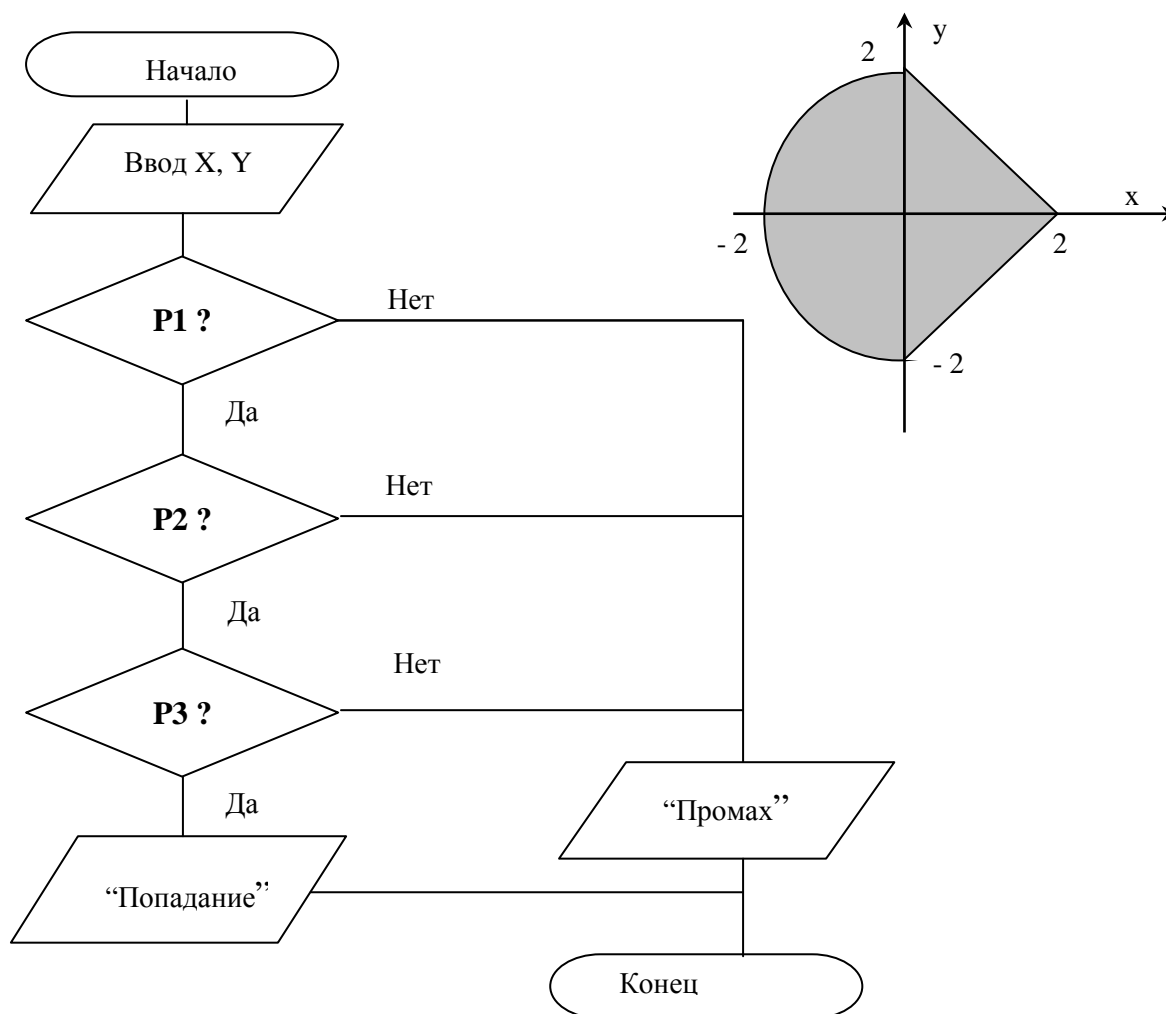 Начало
Ввод X, Y
P1 ?
Нет
Да
P2 ?
Нет
Да
P3 ?
Нет
Да
“Попадание”
“Промах”
Конец
y
2
x
- 2
2
- 2